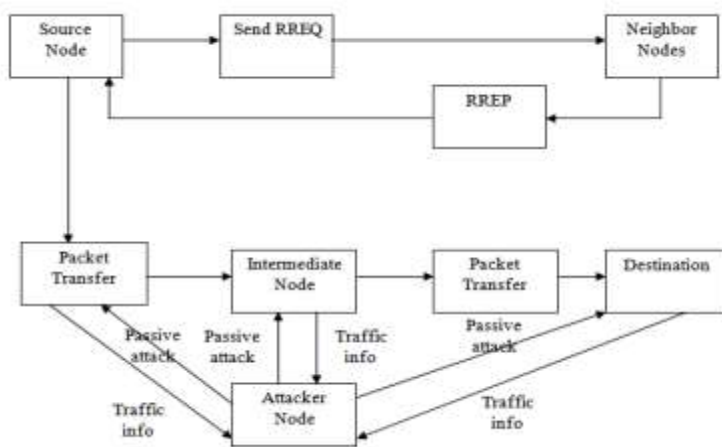 Source
Node
Send RREQ
Neighbor
Nodes
RREP
Packet
Transfer
Intermediate
Node
Packet
Transfer
Destination
Passive
attack
Passive
attack
Traffic
info
Passive
attack
Attacker
Node
Traffic
info
Traffic
info